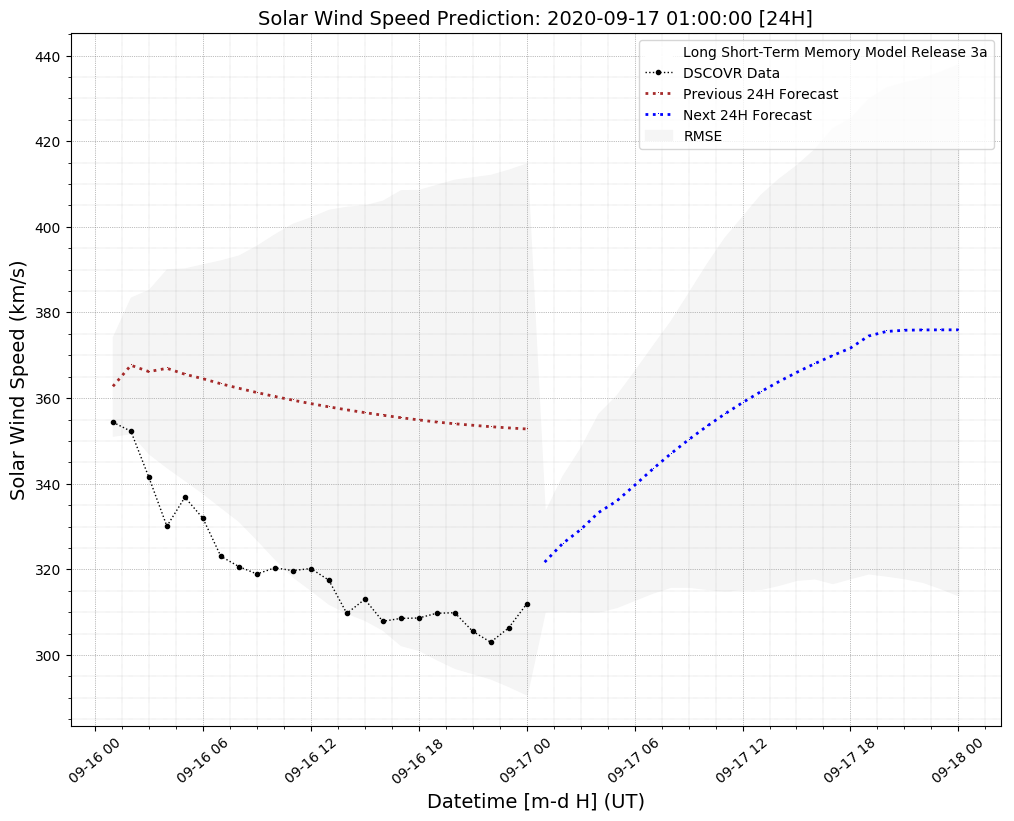 Solar Wind Speed Prediction: 2020-09-17 01:00:00 [24H]
Long Short-Term Memory Model Release 3a
DSCOVR Data
Previous 24H Forecast
Next 24H Forecast
RMSE
Solar Wind Speed (km/s)
440
420
400
380
360
340
320
300
09-16 00
09-16 06
09-16 12
09-16 18
09-17 00
09-17 06
09-17 12
09-17 18
09-18 00
Datetime [m-d H] (UT)